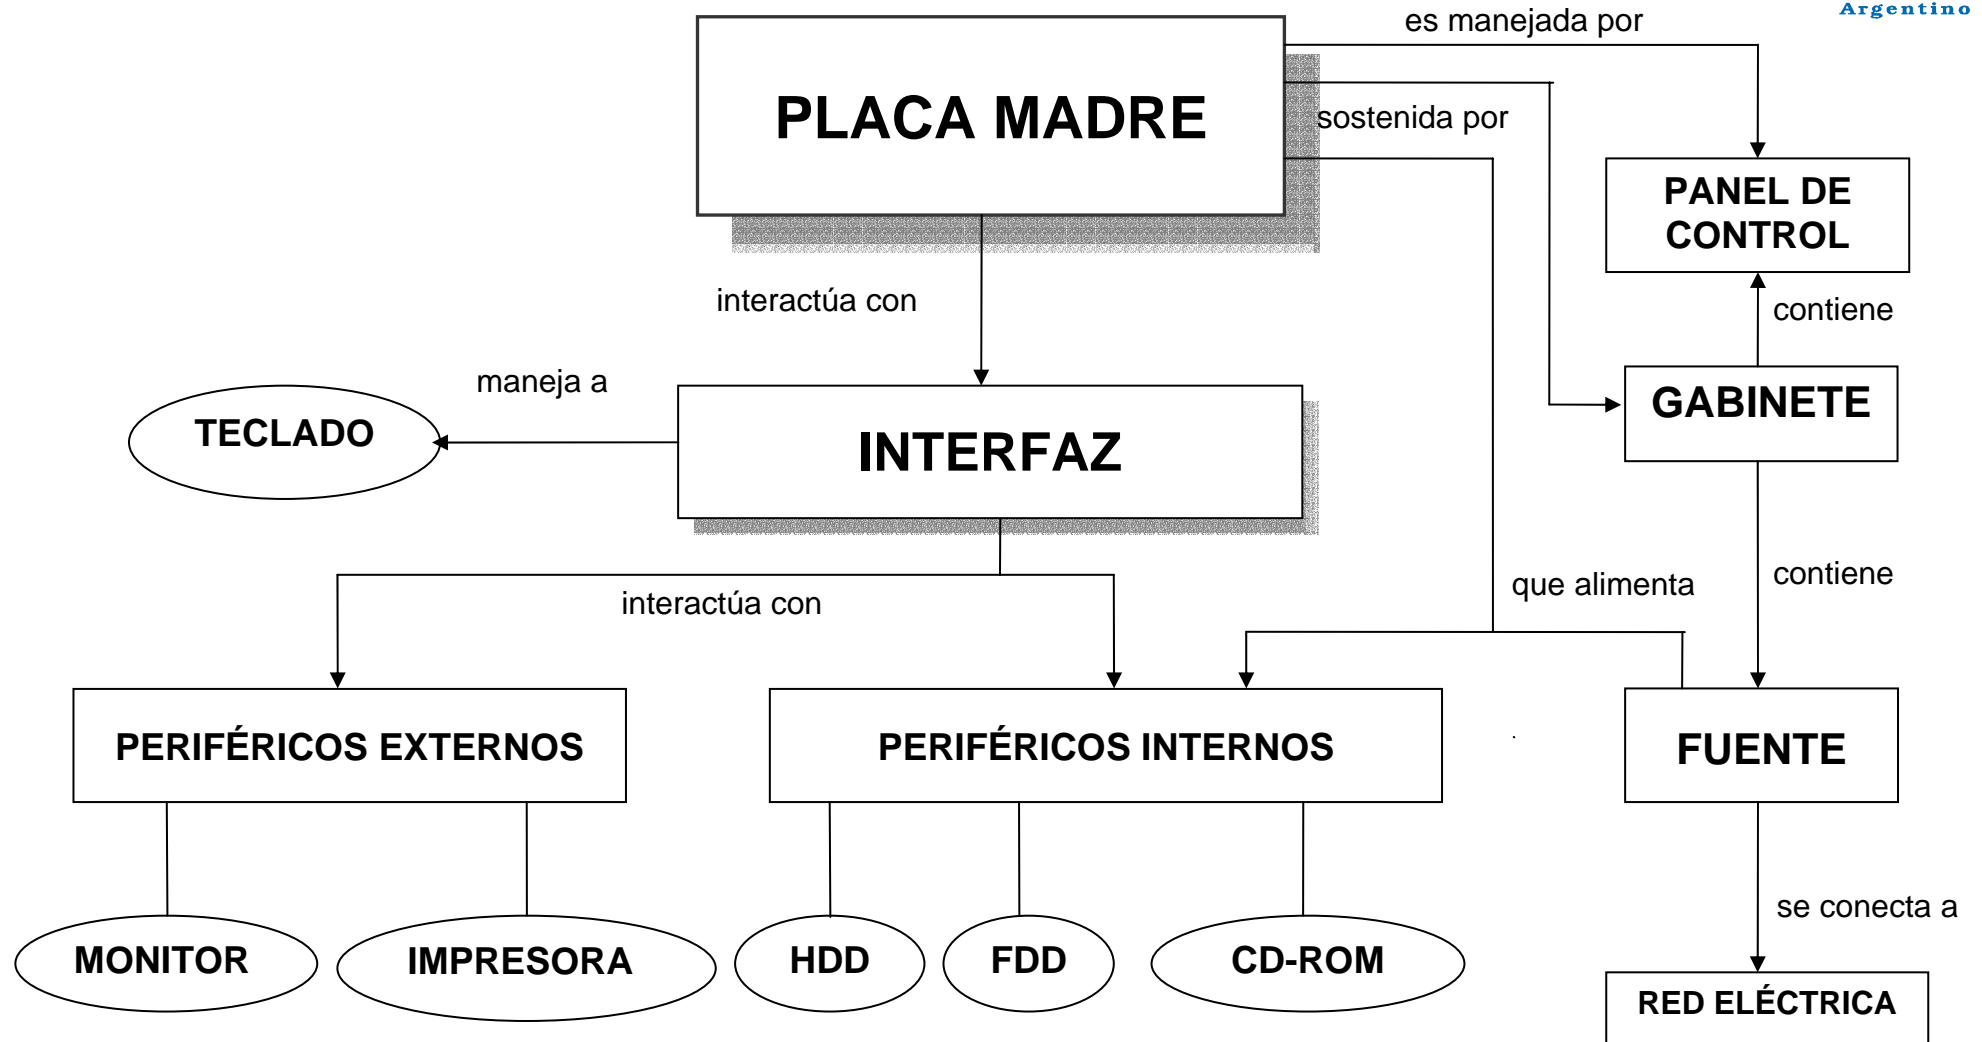 Argentino
es manejada por
PLACA MADRE
sostenida por
PANEL DE
CONTROL
interactúa con
contiene
maneja a
GABINETE
TECLADO
INTERFAZ
que alimenta
contiene
interactúa con
PERIFÉRICOS EXTERNOS
PERIFÉRICOS INTERNOS
FUENTE
se conecta a
MONITOR
IMPRESORA
HDD
FDD
CD-ROM
RED ELÉCTRICA